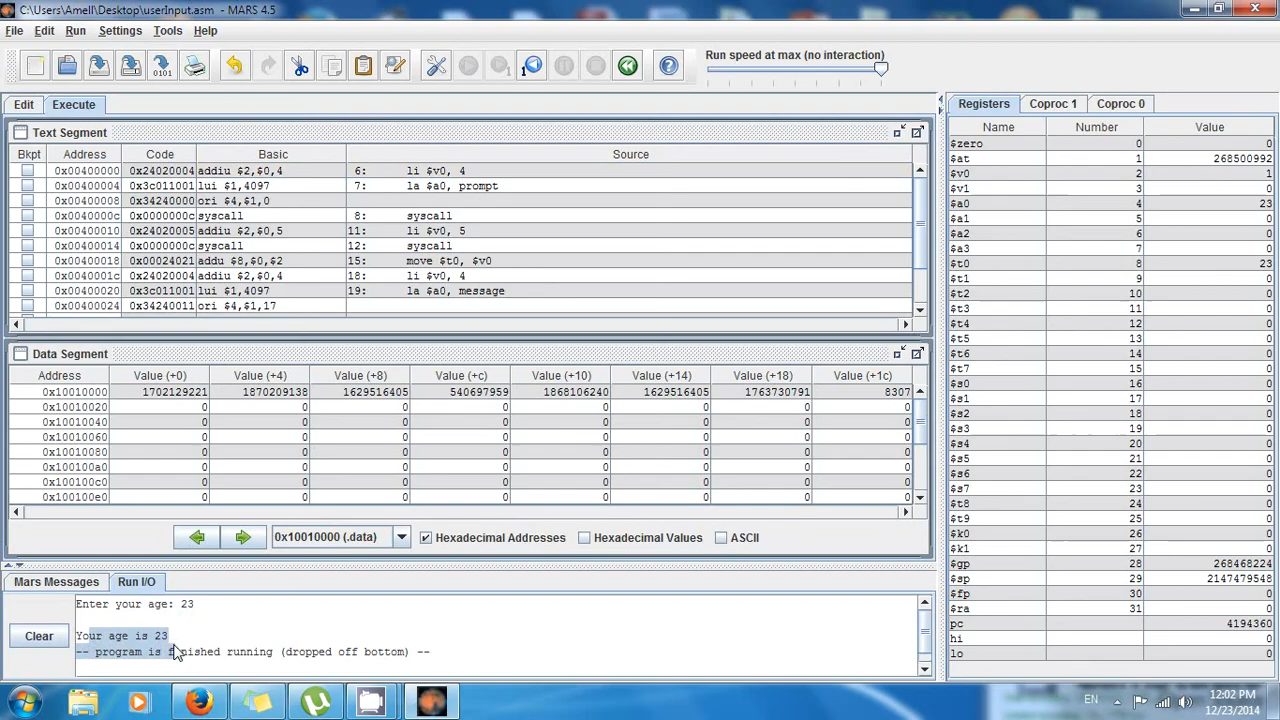 C:\Users\Amell\Desktop\userInput.asm - MARS 4.5
File Edit Run Settings Tools Help
Run speed at max (no interaction)
Edit Execute
Text Segment
Bkpt Address Code Basic Source
0x00400000 0x24020004 addiu $2,$0,4 6: li $v0, 4
0x00400004 0x3c011001 lui $1,4097 7: la $a0, prompt
0x00400008 0x34240000 ori $4,$1,0
0x0040000c 0x0000000c syscall 8: syscall
0x00400010 0x24020005 addiu $2,$0,5 11: li $v0, 5
0x00400014 0x0000000c syscall 12: syscall
0x00400018 0x00024021 addu $8,$0,$2 15: move $t0, $v0
0x0040001c 0x24020004 addiu $2,$0,4 18: li $v0, 4
0x00400020 0x3c011001 lui $1,4097 19: la $a0, message
0x00400024 0x34240011 ori $4,$1,17
Data Segment
Address Value (+0) Value (+4) Value (+8) Value (+c) Value (+10) Value (+14) Value (+18) Value (+1c)
0x10010000 1702129221 1870209138 1629516405 540697959 1868106240 1629516405 1763730791 8307
0x10010020 0 0 0 0 0 0 0 0
0x10010040 0 0 0 0 0 0 0 0
0x10010060 0 0 0 0 0 0 0 0
0x10010080 0 0 0 0 0 0 0 0
0x100100a0 0 0 0 0 0 0 0 0
0x100100c0 0 0 0 0 0 0 0 0
0x100100e0 0 0 0 0 0 0 0 0
0x10010000 (.data) Hexadecimal Addresses Hexadecimal Values ASCII
Mars Messages Run I/O
Clear
Enter your age: 23
Your age is 23
-- program is finished running (dropped off bottom) --
Registers Coproc 1 Coproc 0
Name Number Value
$zero 0 0
$at 1 268500992
$v0 2 1
$v1 3 0
$a0 4 23
$a1 5 0
$a2 6 0
$a3 7 0
$t0 8 23
$t1 9 0
$t2 10 0
$t3 11 0
$t4 12 0
$t5 13 0
$t6 14 0
$t7 15 0
$s0 16 0
$s1 17 0
$s2 18 0
$s3 19 0
$s4 20 0
$s5 21 0
$s6 22 0
$s7 23 0
$t8 24 0
$t9 25 0
$k0 26 0
$k1 27 0
$gp 28 268468224
$sp 29 2147479548
$fp 30 0
$ra 31 0
pc 4194360
hi 0
lo 0
EN 12:02 PM
12/23/2014